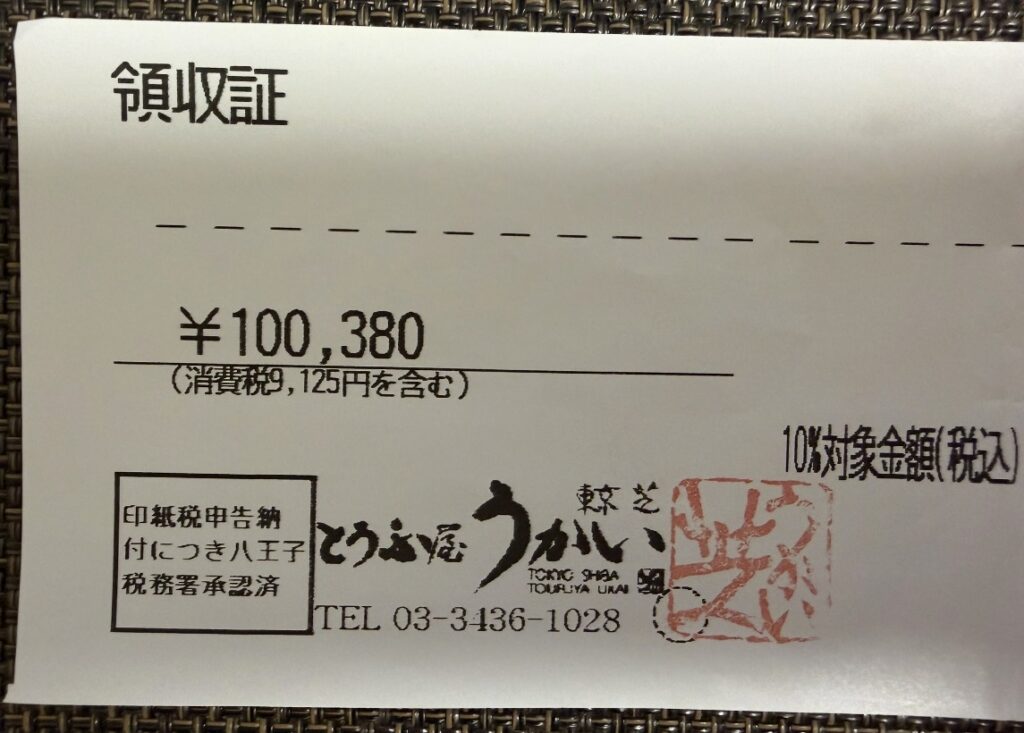 領収証
¥100,380
(消費税9,125円を含む)
10%対象金額(税込)
印紙税申告納
付につき八王子
税務署承認済
東京 芝
とうふ屋うかい
TOKYO SHIBA
TOUFUYA UKAI
TEL 03-3436-1028